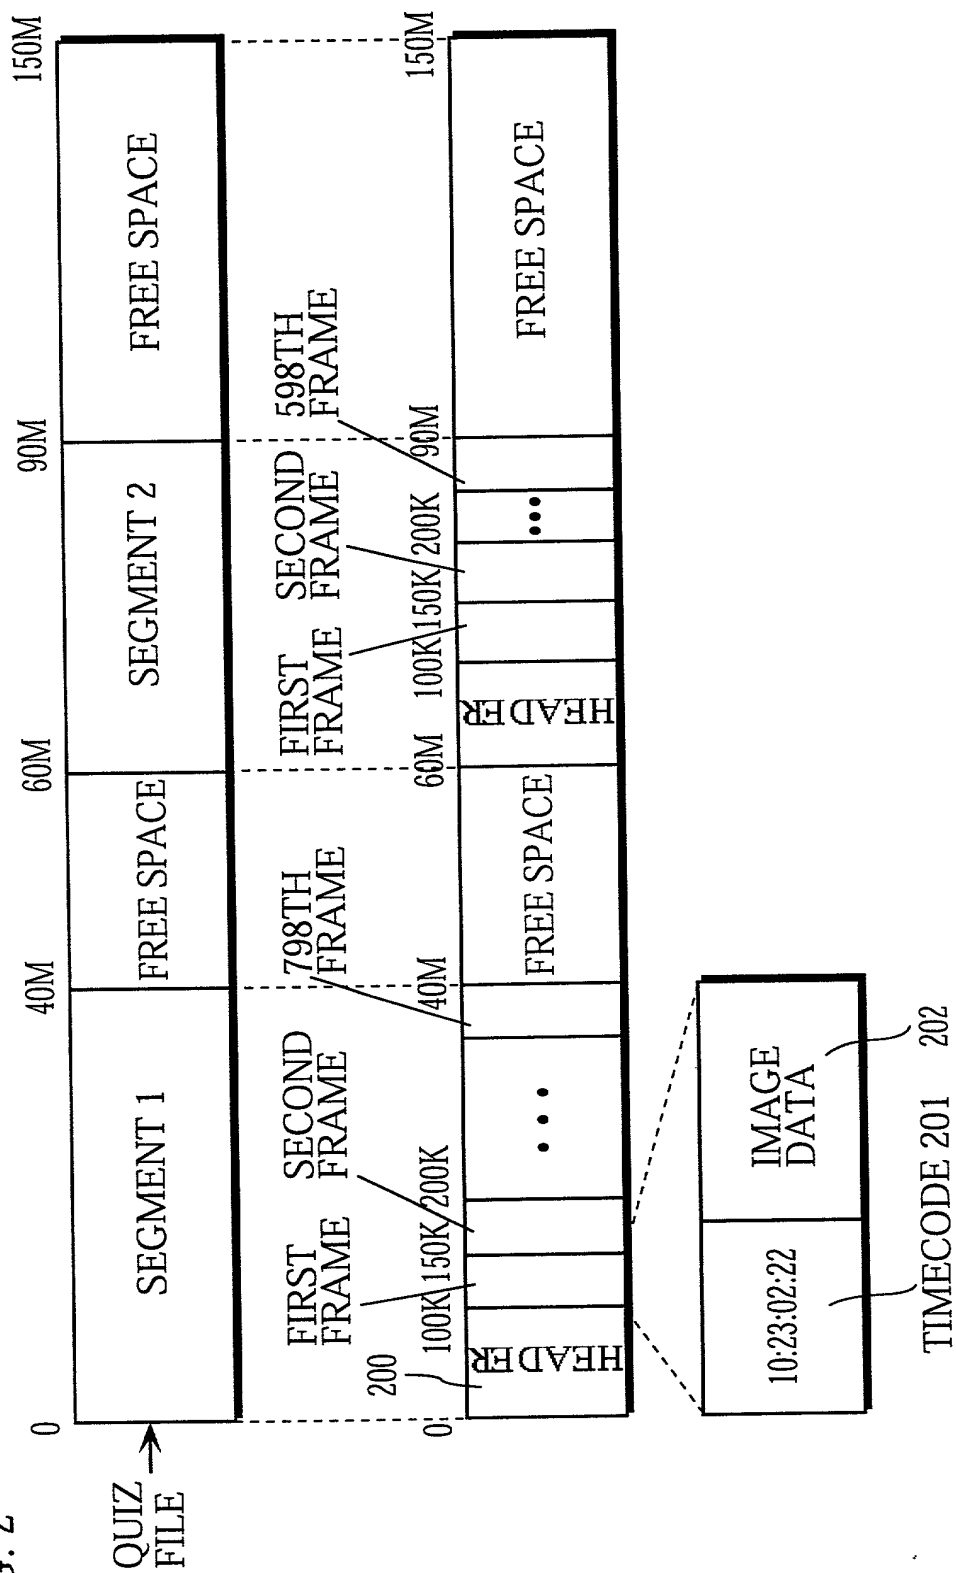 G. 2
QUIZ
FILE
0
40M
60M
90M
150M
SEGMENT 1
FREE SPACE
SEGMENT 2
FREE SPACE
FIRST
FRAME
SECOND
FRAME
798TH
FRAME
FIRST
FRAME
SECOND
FRAME
598TH
FRAME
200
0
100K
150K
200K
40M
60M
100K
150K
200K
90M
150M
HEADER
...
FREE SPACE
HEADER
...
FREE SPACE
10:23:02:22
IMAGE
DATA
TIMECODE 201
202